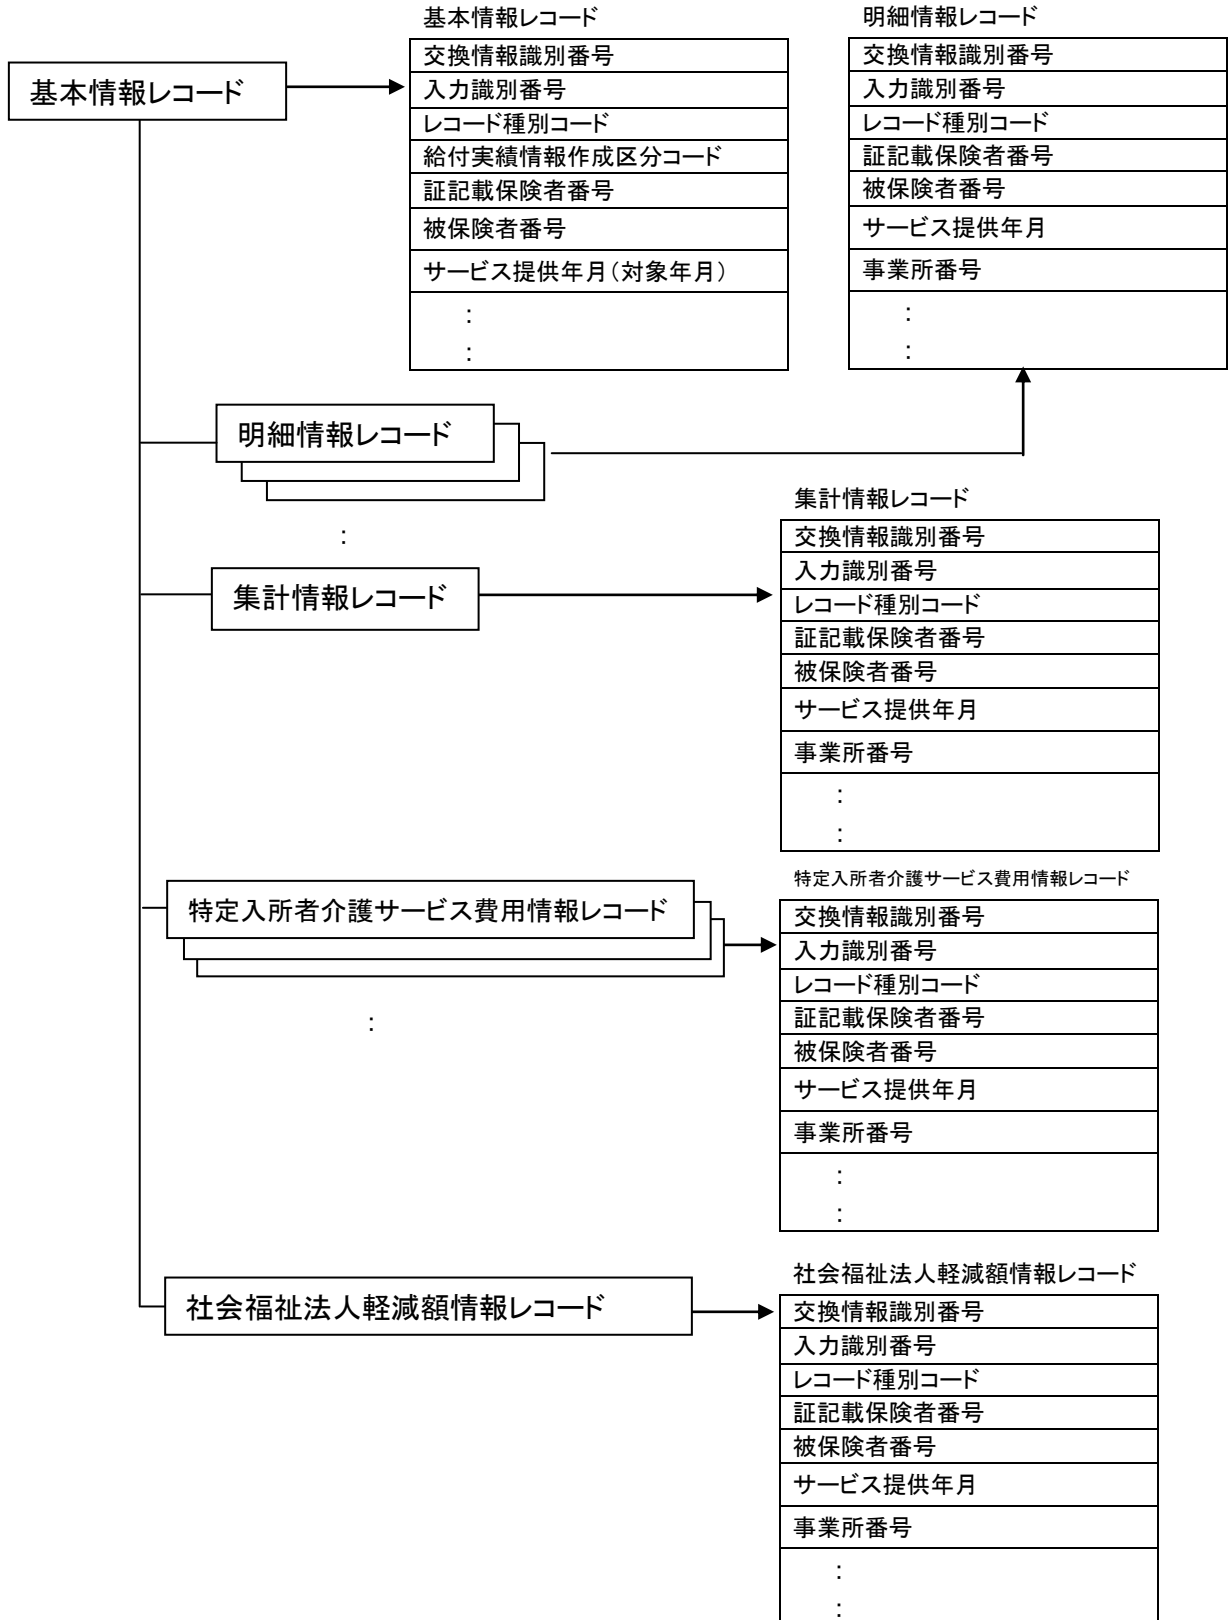 基本情報レコード
基本情報レコード
交換情報識別番号
入力識別番号
レコード種別コード
給付実績情報作成区分コード
証記載保険者番号
被保険者番号
サービス提供年月(対象年月)
:
:
明細情報レコード
交換情報識別番号
入力識別番号
レコード種別コード
証記載保険者番号
被保険者番号
サービス提供年月
事業所番号
:
:
明細情報レコード
:
集計情報レコード
集計情報レコード
交換情報識別番号
入力識別番号
レコード種別コード
証記載保険者番号
被保険者番号
サービス提供年月
事業所番号
:
:
特定入所者介護サービス費用情報レコード
:
特定入所者介護サービス費用情報レコード
交換情報識別番号
入力識別番号
レコード種別コード
証記載保険者番号
被保険者番号
サービス提供年月
事業所番号
:
:
社会福祉法人軽減額情報レコード
社会福祉法人軽減額情報レコード
交換情報識別番号
入力識別番号
レコード種別コード
証記載保険者番号
被保険者番号
サービス提供年月
事業所番号
:
: